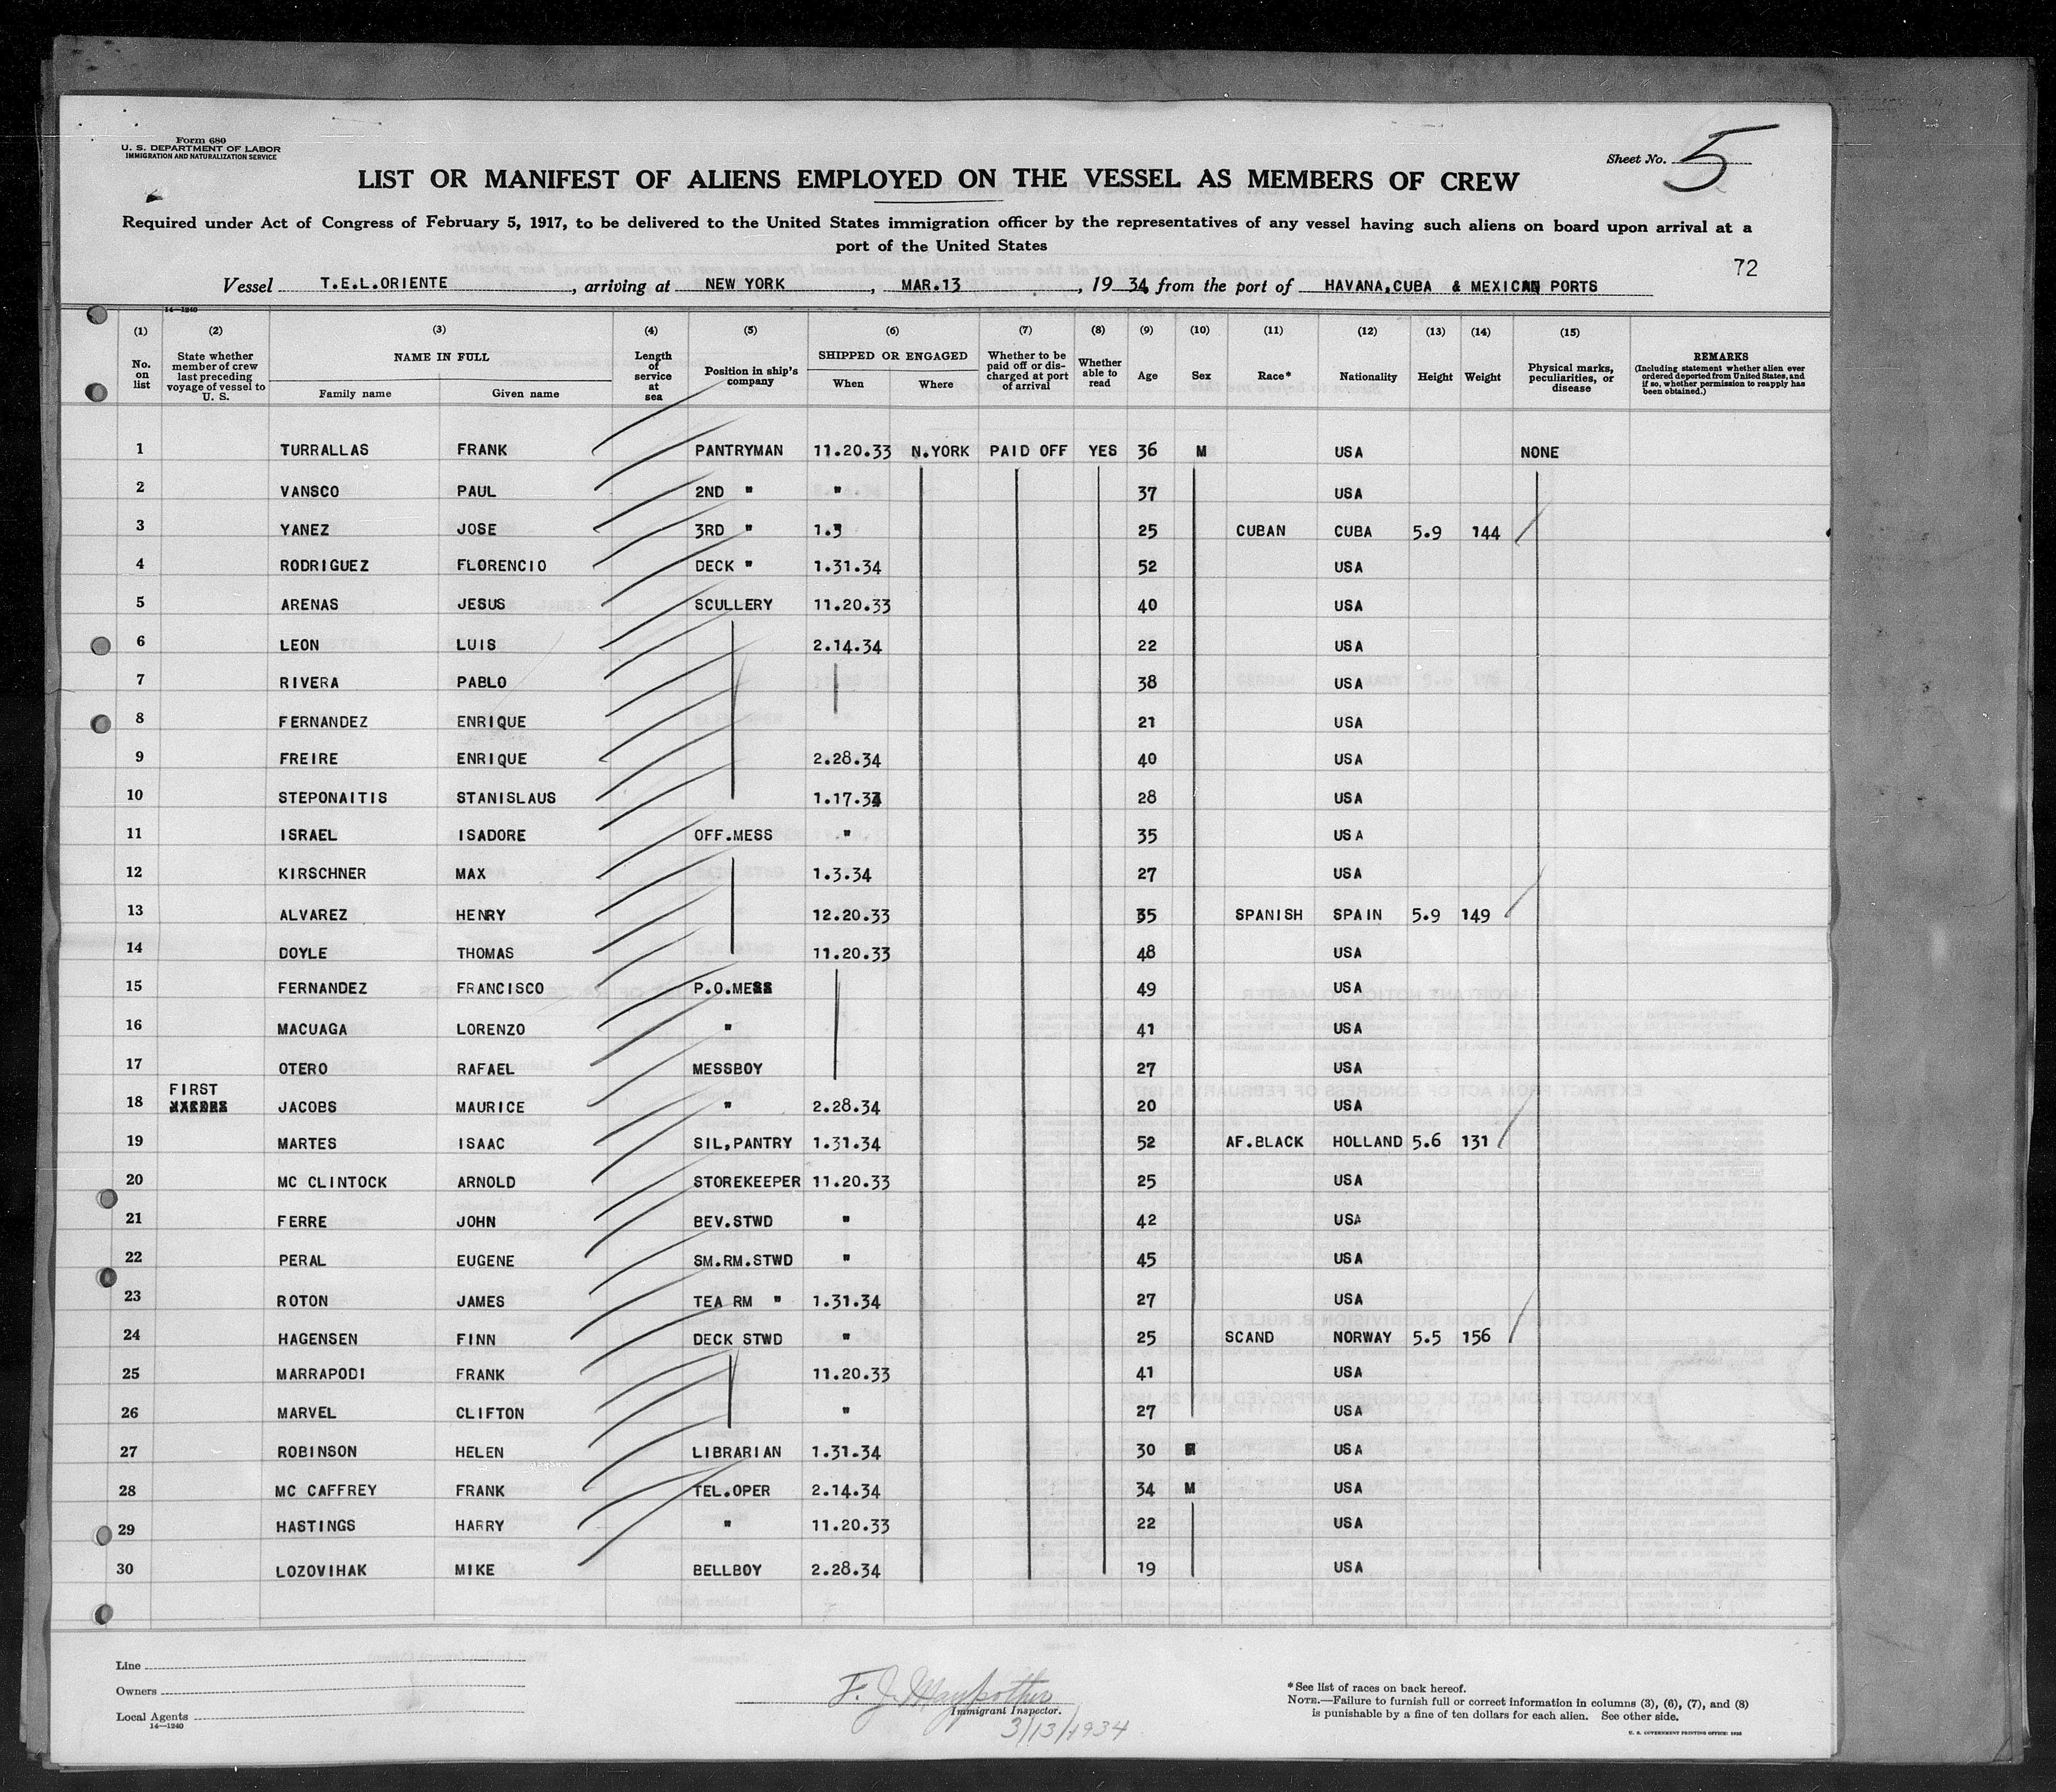 Form 680
U. S. DEPARTMENT OF LABOR
IMMIGRATION AND NATURALIZATION SERVICE
Sheet No. 5
LIST OR MANIFEST OF ALIENS EMPLOYED ON THE VESSEL AS MEMBERS OF CREW
Required under Act of Congress of February 5, 1917, to be delivered to the United States immigration officer by the representatives of any vessel having such aliens on board upon arrival at a
port of the United States
72
Vessel T.E.L.ORIENTE, arriving at NEW YORK, MAR.13, 1934, from the port of HAVANA,CUBA & MEXICAN PORTS
14—1240
(1) (2) (3) (4) (5) (6) (7) (8) (9) (10) (11) (12) (13) (14) (15)
No. on list
State whether member of crew last preceding voyage of vessel to U. S.
NAME IN FULL
Family name Given name
Length of service at sea
Position in ship's company
SHIPPED OR ENGAGED
When Where
Whether to be paid off or discharged at port of arrival
Whether able to read
Age Sex Race* Nationality Height Weight
Physical marks, peculiarities, or disease
REMARKS
(Including statement whether alien ever ordered deported from United States, and if so, whether permission to reapply has been obtained.)
1 TURRALLAS FRANK PANTRYMAN 11.20.33 N.YORK PAID OFF YES 36 M USA NONE
2 VANSCO PAUL 2ND " " 37 USA
3 YANEZ JOSE 3RD " 1.3 25 CUBAN CUBA 5.9 144
4 RODRIGUEZ FLORENCIO DECK " 1.31.34 52 USA
5 ARENAS JESUS SCULLERY 11.20.33 40 USA
6 LEON LUIS 2.14.34 22 USA
7 RIVERA PABLO 38 USA
8 FERNANDEZ ENRIQUE 21 USA
9 FREIRE ENRIQUE 2.28.34 40 USA
10 STEPONAITIS STANISLAUS 1.17.34 28 USA
11 ISRAEL ISADORE OFF.MESS " 35 USA
12 KIRSCHNER MAX 1.3.34 27 USA
13 ALVAREZ HENRY 12.20.33 35 SPANISH SPAIN 5.9 149
14 DOYLE THOMAS 11.20.33 48 USA
15 FERNANDEZ FRANCISCO P.O.MESS 49 USA
16 MACUAGA LORENZO " 41 USA
17 OTERO RAFAEL MESSBOY 27 USA
18 FIRST JACOBS MAURICE " 2.28.34 20 USA
19 MARTES ISAAC SIL,PANTRY 1.31.34 52 AF.BLACK HOLLAND 5.6 131
20 MC CLINTOCK ARNOLD STOREKEEPER 11.20.33 25 USA
21 FERRE JOHN BEV.STWD " 42 USA
22 PERAL EUGENE SM.RM.STWD " 45 USA
23 ROTON JAMES TEA RM " 1.31.34 27 USA
24 HAGENSEN FINN DECK STWD " 25 SCAND NORWAY 5.5 156
25 MARRAPODI FRANK 11.20.33 41 USA
26 MARVEL CLIFTON " 27 USA
27 ROBINSON HELEN LIBRARIAN 1.31.34 30 USA
28 MC CAFFREY FRANK TEL.OPER 2.14.34 34 M USA
29 HASTINGS HARRY " 11.20.33 22 USA
30 LOZOVIHAK MIKE BELLBOY 2.28.34 19 USA
Line
Owners
Local Agents
14—1240
F. J.
Immigrant Inspector.
3/13/1934
*See list of races on back hereof.
NOTE.—Failure to furnish full or correct information in columns (3), (6), (7), and (8)
is punishable by a fine of ten dollars for each alien. See other side.
U. S. GOVERNMENT PRINTING OFFICE: 1933